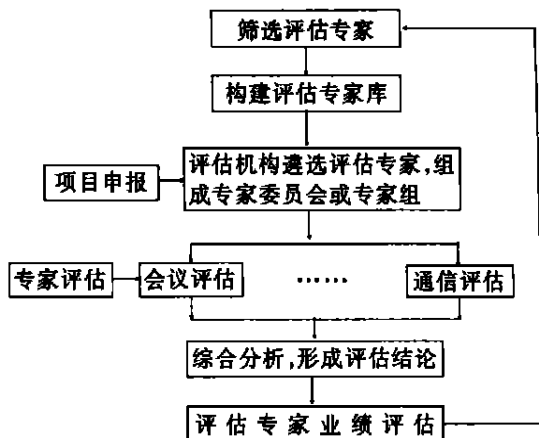 筛选评估专家
构建评估专家库
评估机构遴选评估专家,组
成专家委员会或专家组
项目申报
专家评估
会议评估
……
通信评估
综合分析,形成评估结论
评估专家业绩评估